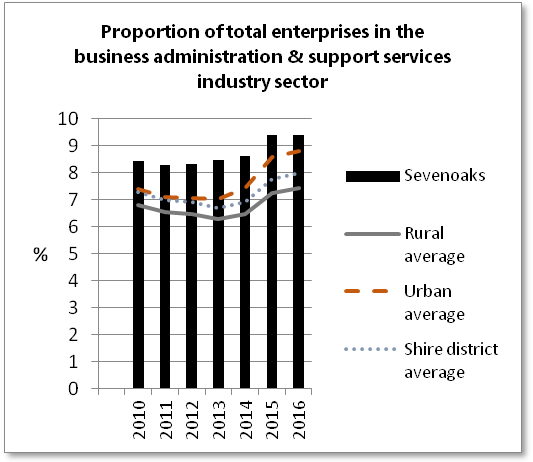 Proportion of total enterprises in the
business administration & support services
industry sector
10
9
8
7
6
5
4
3
2
1
0
%
2010
2011
2012
2013
2014
2015
2016
Sevenoaks
Rural
average
Urban
average
Shire district
average